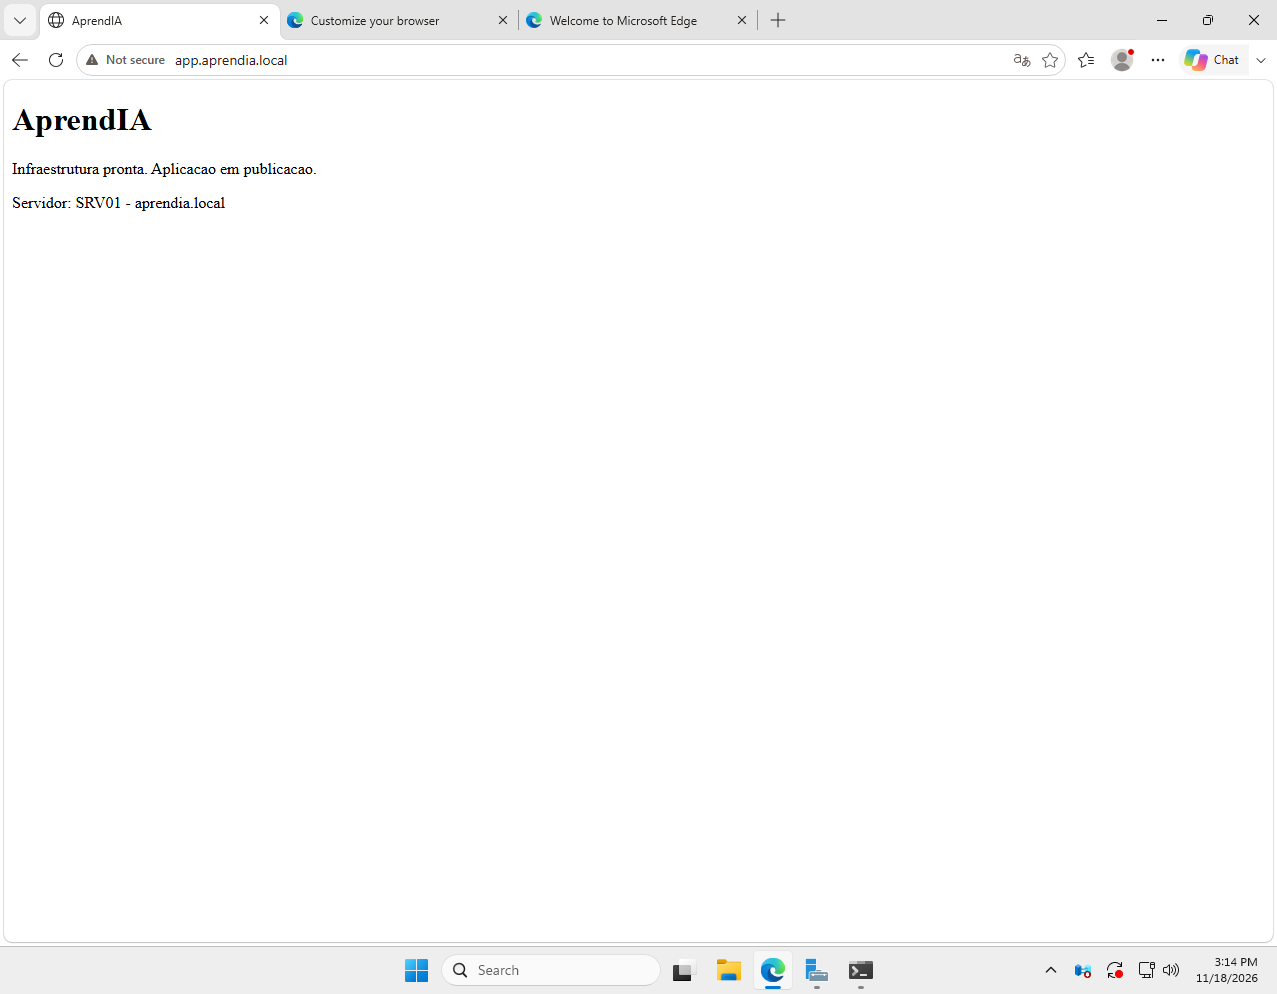 AprendIA
Customize your browser
Welcome to Microsoft Edge
Not secure
app.aprendia.local
Chat
AprendIA
Infraestrutura pronta. Aplicacao em publicacao.
Servidor: SRV01 - aprendia.local
Search
3:14 PM
11/18/2026